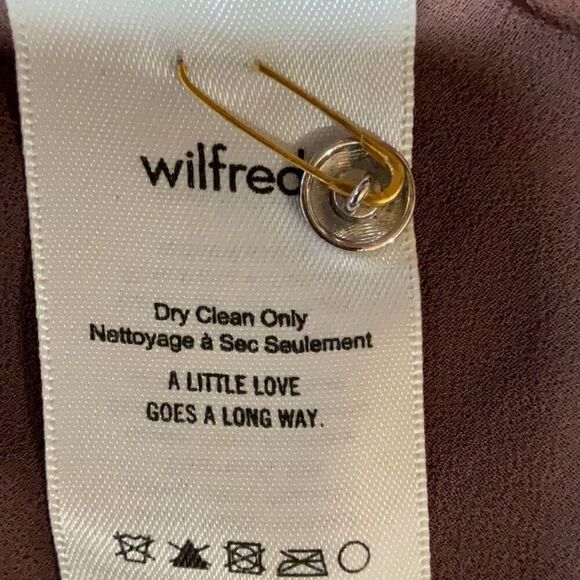 wilfred
Dry Clean Only
Nettoyage à Sec Seulement
A LITTLE LOVE
GOES A LONG WAY.